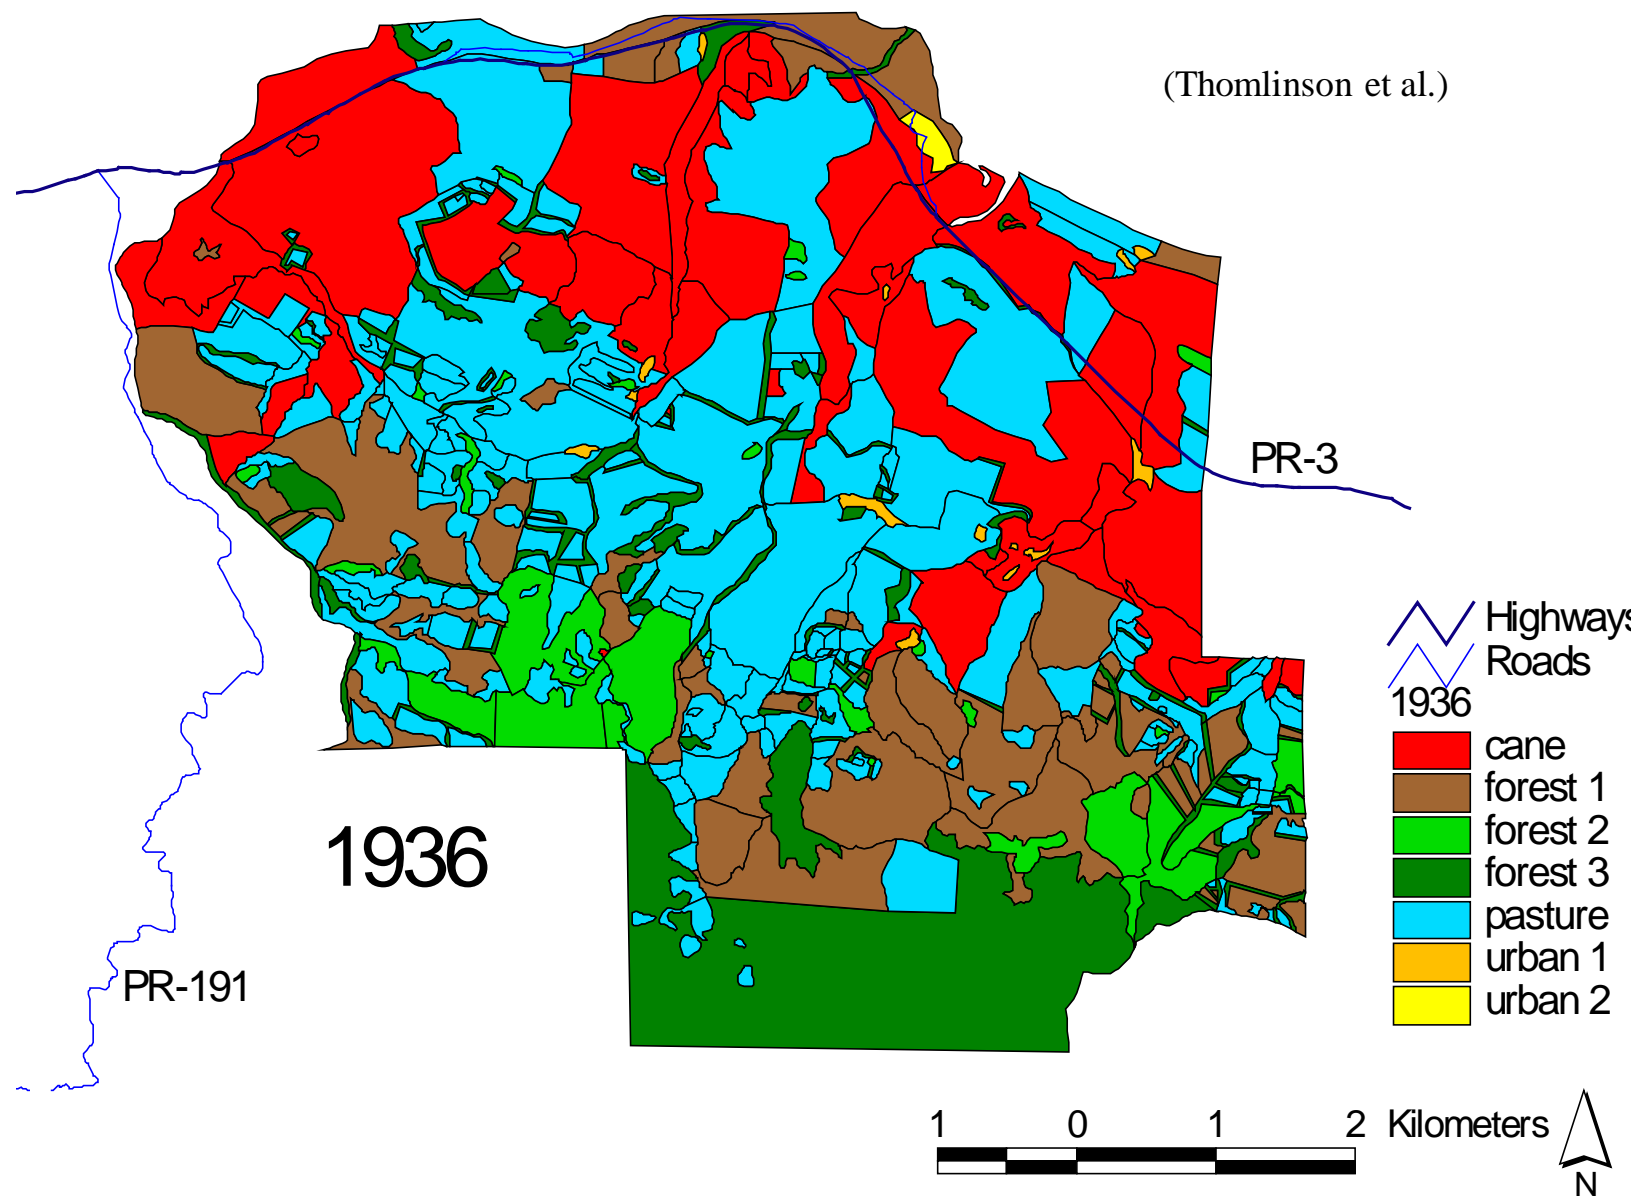 (Thomlinson et al.)
PR-3
Highways
Roads
1936
cane
forest 1
forest 2
forest 3
pasture
urban 1
urban 2
1936
PR-191
1 0 1 2 Kilometers
N